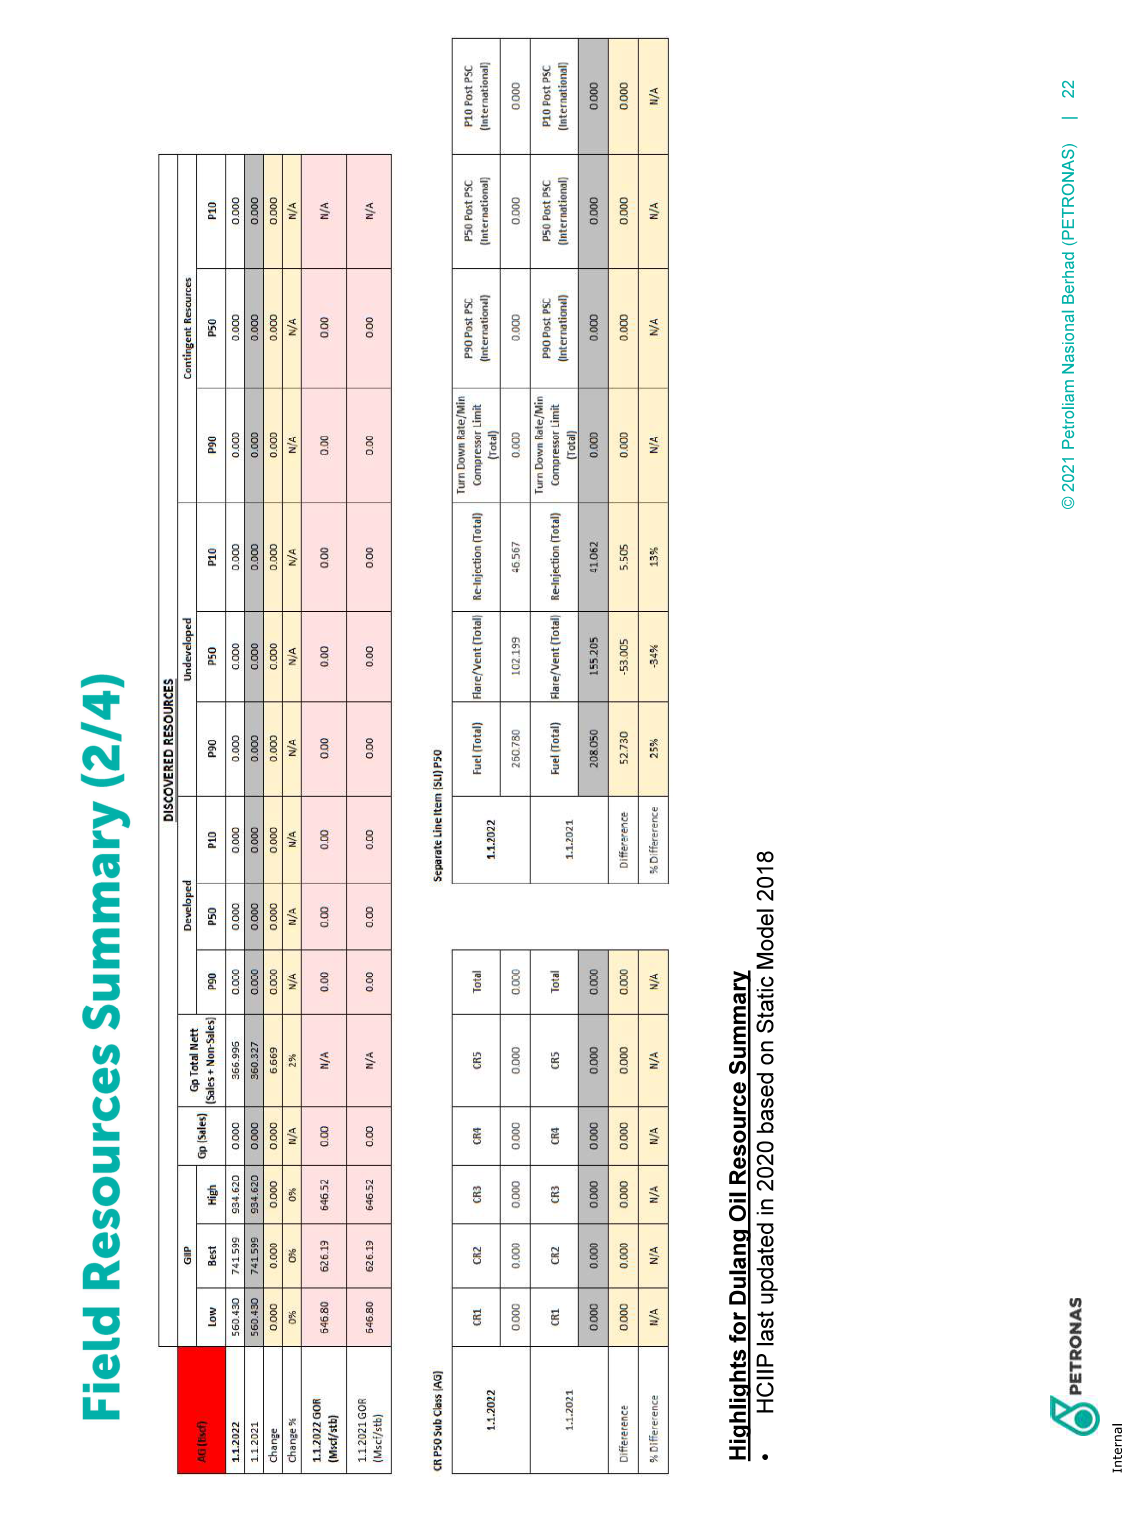 Field Resources Summary (2/4)
DISCOVERED RESOURCES
AG (bscf) GIIP Gp (Sales) Gp Total Nett (Sales + Non-Sales) Developed Undeveloped Contingent Resources
Low Best High P90 P50 P10 P90 P50 P10 P90 P50 P10
1.1.2022 560.430 741.599 934.620 0.000 366.996 0.000 0.000 0.000 0.000 0.000 0.000 0.000 0.000 0.000
1.1.2021 560.430 741.599 934.620 0.000 360.327 0.000 0.000 0.000 0.000 0.000 0.000 0.000 0.000 0.000
Change 0.000 0.000 0.000 0.000 6.669 0.000 0.000 0.000 0.000 0.000 0.000 0.000 0.000 0.000
Change % 0% 0% 0% N/A 2% N/A N/A N/A N/A N/A N/A N/A N/A N/A
1.1.2022 GOR (Mscf/stb) 646.80 626.19 646.52 0.00 N/A 0.00 0.00 0.00 0.00 0.00 0.00 0.00 0.00 N/A
1.1.2021 GOR (Mscf/stb) 646.80 626.19 646.52 0.00 N/A 0.00 0.00 0.00 0.00 0.00 0.00 0.00 0.00 N/A
CR P50 Sub Class (AG)
1.1.2022 CR1 CR2 CR3 CR4 CR5 Total
0.000 0.000 0.000 0.000 0.000 0.000
1.1.2021 CR1 CR2 CR3 CR4 CR5 Total
0.000 0.000 0.000 0.000 0.000 0.000
Differerence 0.000 0.000 0.000 0.000 0.000 0.000
% Differerence N/A N/A N/A N/A N/A N/A
Separate Line Item (SLI) P50
1.1.2022 Fuel (Total) Flare/Vent (Total) Re-Injection (Total) Turn Down Rate/Min Compressor Limit (Total) P90 Post PSC (International) P50 Post PSC (International) P10 Post PSC (International)
260.780 102.199 46.567 0.000 0.000 0.000 0.000
1.1.2021 Fuel (Total) Flare/Vent (Total) Re-Injection (Total) Turn Down Rate/Min Compressor Limit (Total) P90 Post PSC (International) P50 Post PSC (International) P10 Post PSC (International)
208.050 155.205 41.062 0.000 0.000 0.000 0.000
Differerence 52.730 -53.005 5.505 0.000 0.000 0.000 0.000
% Differerence 25% -34% 13% N/A N/A N/A N/A
Highlights for Dulang Oil Resource Summary
• HCIIP last updated in 2020 based on Static Model 2018
PETRONAS
© 2021 Petroliam Nasional Berhad (PETRONAS) | 22
Internal